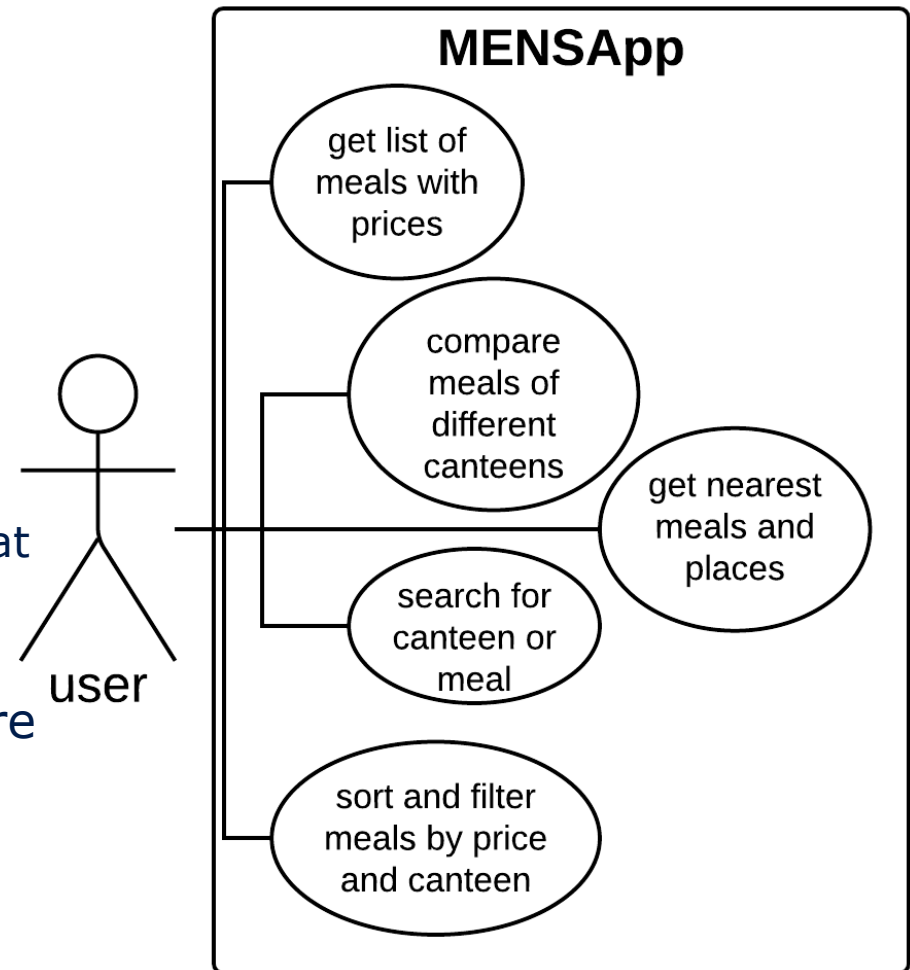 MENSApp
get list of
meals with
prices
compare
meals of
different
canteens
get nearest
meals and
places
at
search for
canteen or
meal
user
re
sort and filter
meals by price
and canteen